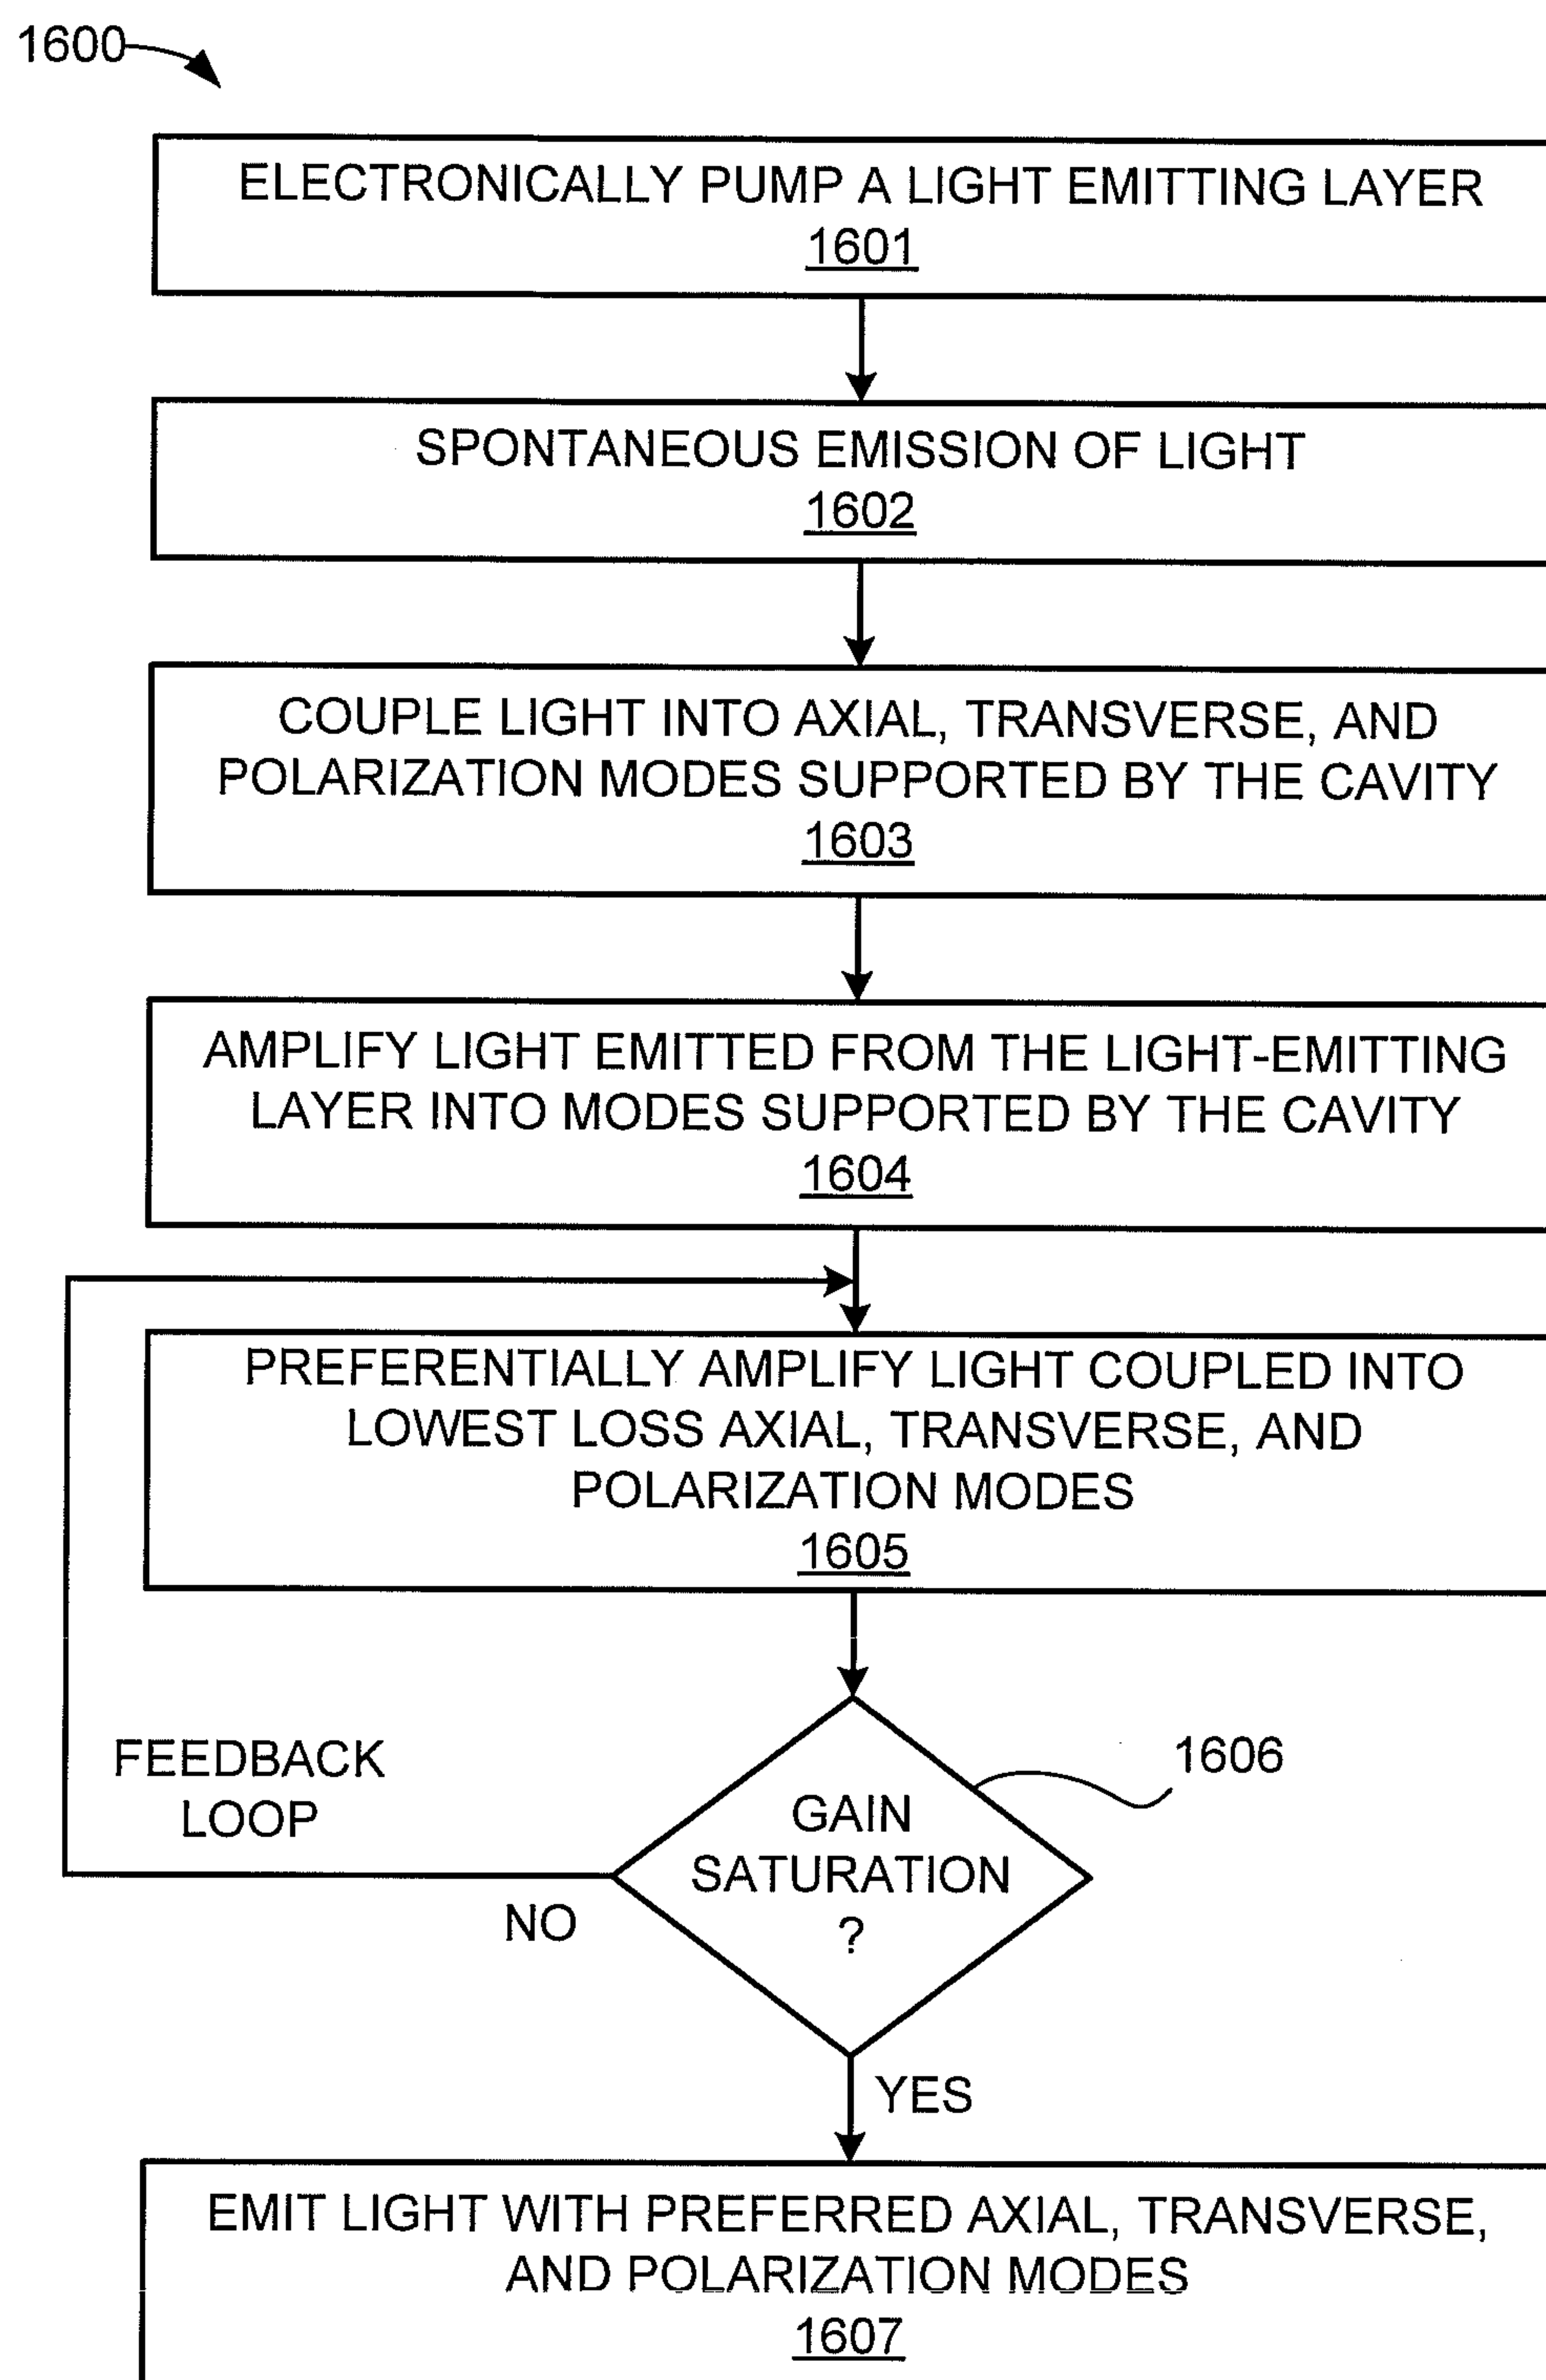 1600
ELECTRONICALLY PUMP A LIGHT EMITTING LAYER
1601
SPONTANEOUS EMISSION OF LIGHT
1602
COUPLE LIGHT INTO AXIAL, TRANSVERSE, AND
POLARIZATION MODES SUPPORTED BY THE CAVITY
1603
AMPLIFY LIGHT EMITTED FROM THE LIGHT-EMITTING
LAYER INTO MODES SUPPORTED BY THE CAVITY
1604
PREFERENTIALLY AMPLIFY LIGHT COUPLED INTO
LOWEST LOSS AXIAL, TRANSVERSE, AND
POLARIZATION MODES
1605
FEEDBACK
LOOP
1606
GAIN
SATURATION
?
NO
YES
EMIT LIGHT WITH PREFERRED AXIAL, TRANSVERSE,
AND POLARIZATION MODES
1607